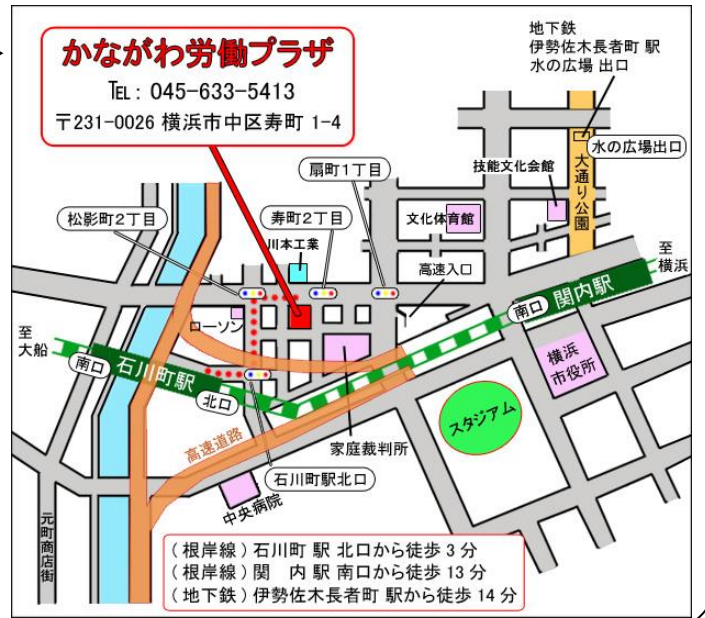 かながわ労働プラザ
TEL: 045-633-5413
〒231-0026 横浜市中区寿町 1-4
地下鉄
伊勢佐木長者町 駅
水の広場 出口
水の広場出口
大通り公園
技能文化会館
扇町1丁目
松影町2丁目
寿町2丁目
文化体育館
川本工業
高速入口
至
横浜
関内駅
南口
ローソン
至
大船
南口
石川町駅
北口
横浜
市役所
スタジアム
家庭裁判所
高速道路
石川町駅北口
中央病院
元町商店街
(根岸線) 石川町 駅 北口から徒歩 3 分
(根岸線) 関 内 駅 南口から徒歩 13 分
(地下鉄) 伊勢佐木長者町 駅から徒歩 14 分